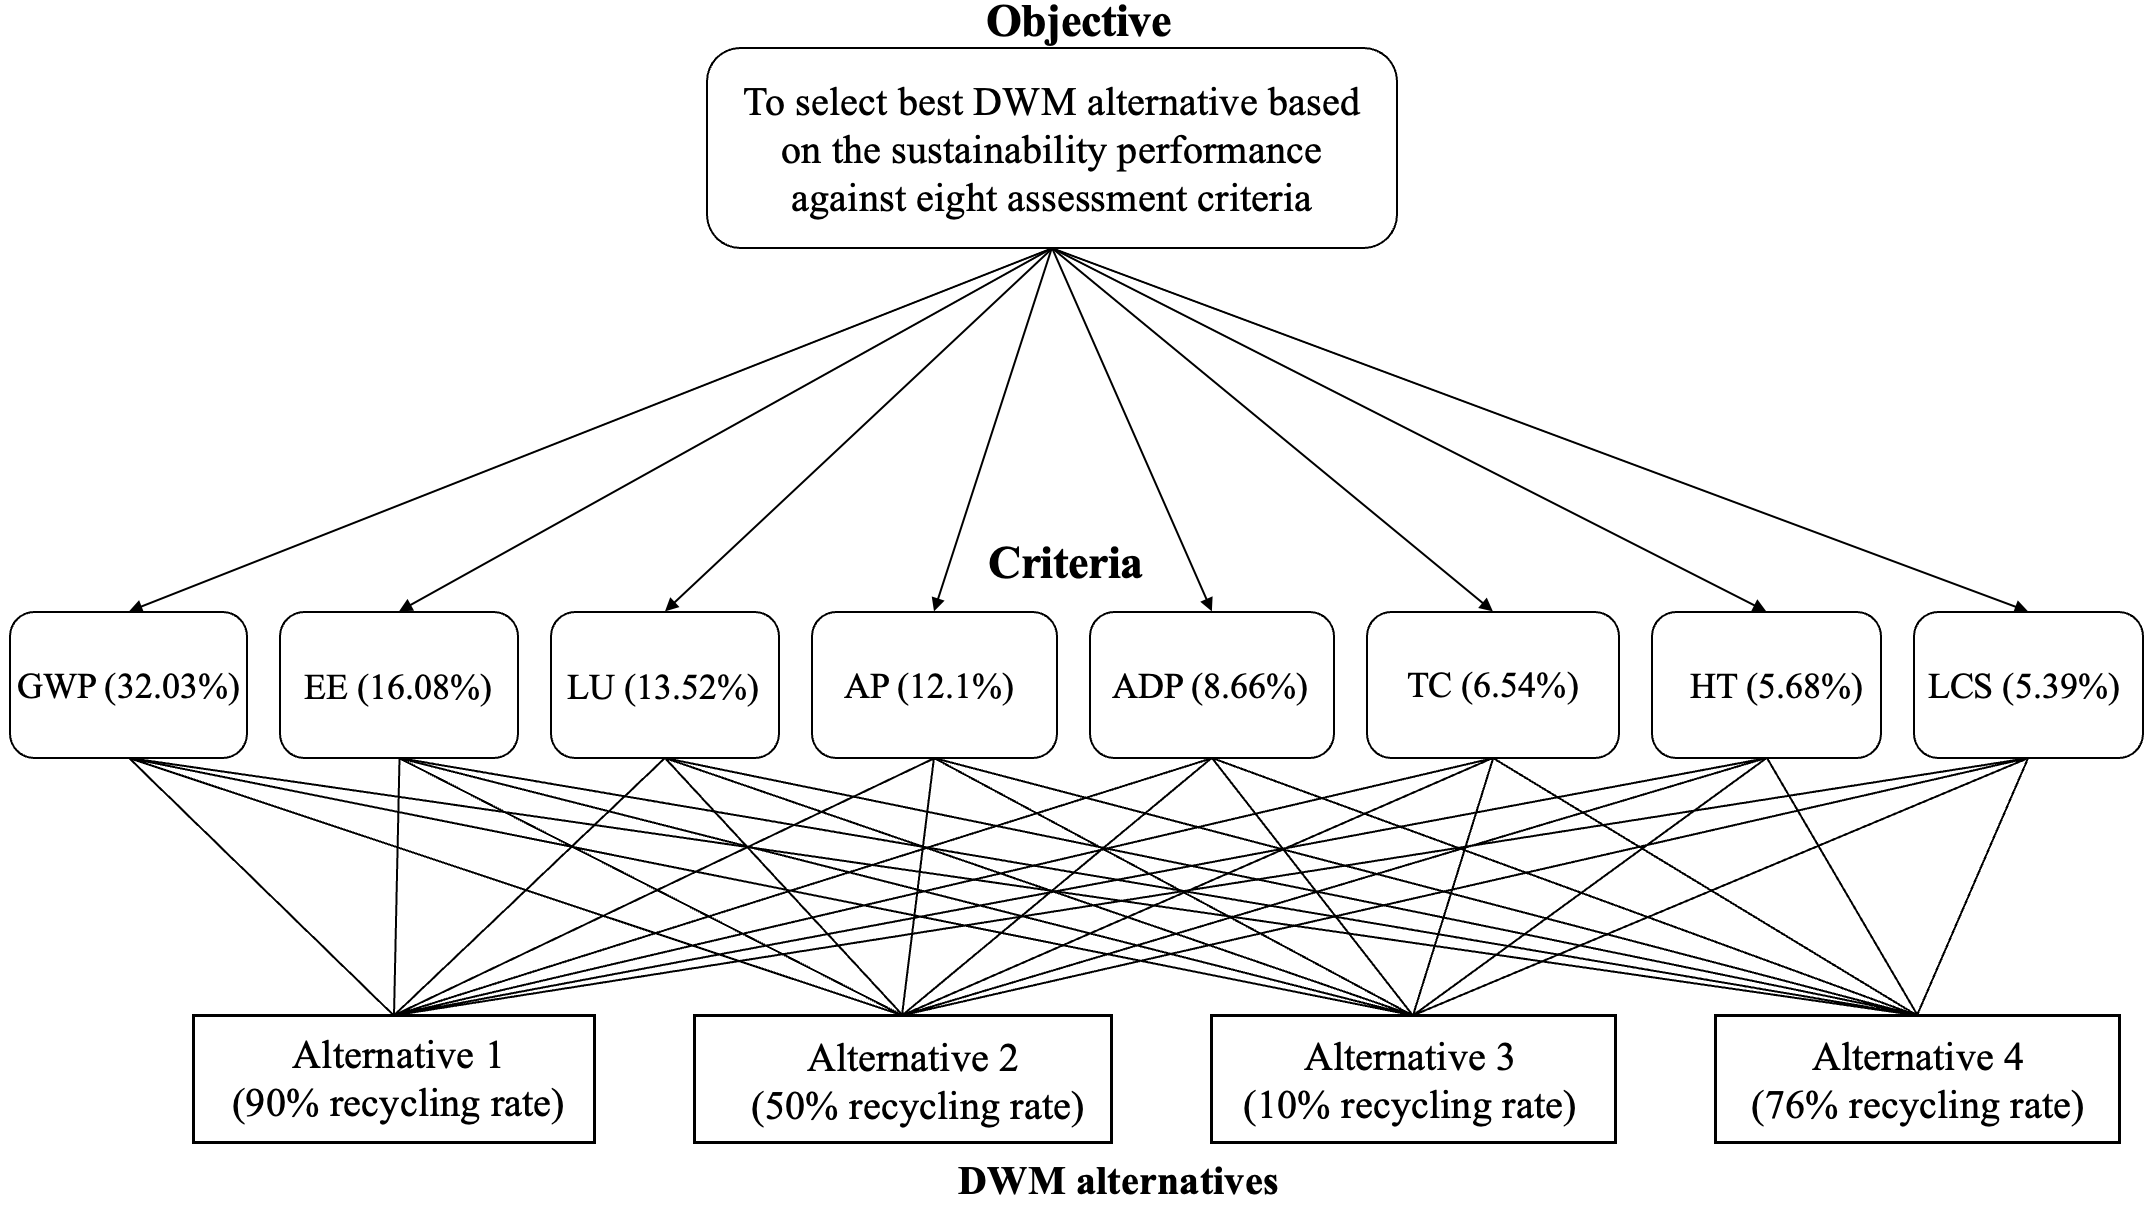 Objective
To select best DWM alternative based
on the sustainability performance
against eight assessment criteria
Criteria
GWP (32.03%)
EE (16.08%)
LU (13.52%)
AP (12.1%)
ADP (8.66%)
TC (6.54%)
HT (5.68%)
LCS (5.39%)
Alternative 1
(90% recycling rate)
Alternative 2
(50% recycling rate)
Alternative 3
(10% recycling rate)
Alternative 4
(76% recycling rate)
DWM alternatives